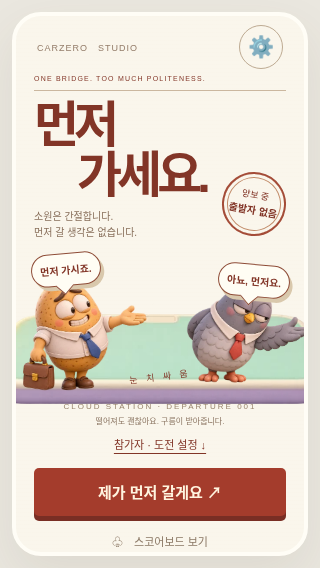 CARZERO STUDIO
ONE BRIDGE. TOO MUCH POLITENESS.
먼저
가세요.
양보 중
출발자 없음
소원은 간절합니다.
먼저 갈 생각은 없습니다.
먼저 가시죠.
아뇨, 먼저요.
눈 치 싸 움
CLOUD STATION · DEPARTURE 001
떨어져도 괜찮아요. 구름이 받아줍니다.
참가자 · 도전 설정 ↓
제가 먼저 갈게요 ↗
♧ 스코어보드 보기